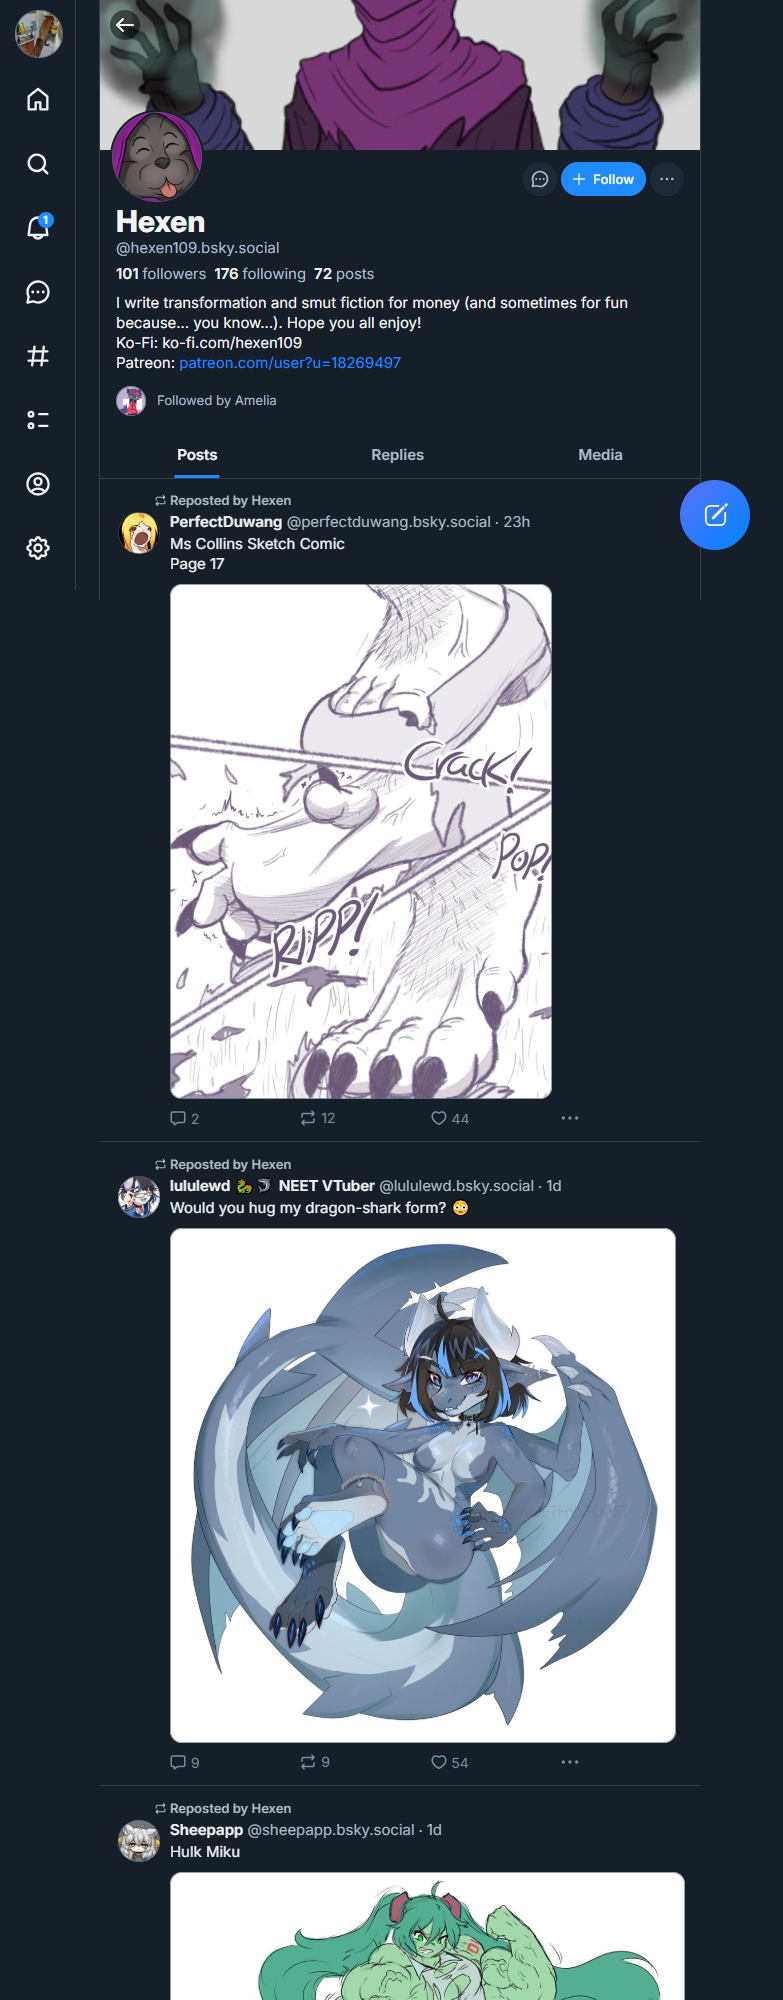 1
Follow
Hexen
@hexen109.bsky.social
101 followers 176 following 72 posts
I write transformation and smut fiction for money (and sometimes for fun
because... you know...). Hope you all enjoy!
Ko-Fi: ko-fi.com/hexen109
Patreon: patreon.com/user?u=18269497
Followed by Amelia
Posts Replies Media
Reposted by Hexen
PerfectDuwang @perfectduwang.bsky.social · 23h
Ms Collins Sketch Comic
Page 17
Crack!
Pop!
RIPP!
2 12 44
Reposted by Hexen
lululewd 🐉🦈 NEET VTuber @lululewd.bsky.social · 1d
Would you hug my dragon-shark form? 😳
9 9 54
Reposted by Hexen
Sheepapp @sheepapp.bsky.social · 1d
Hulk Miku